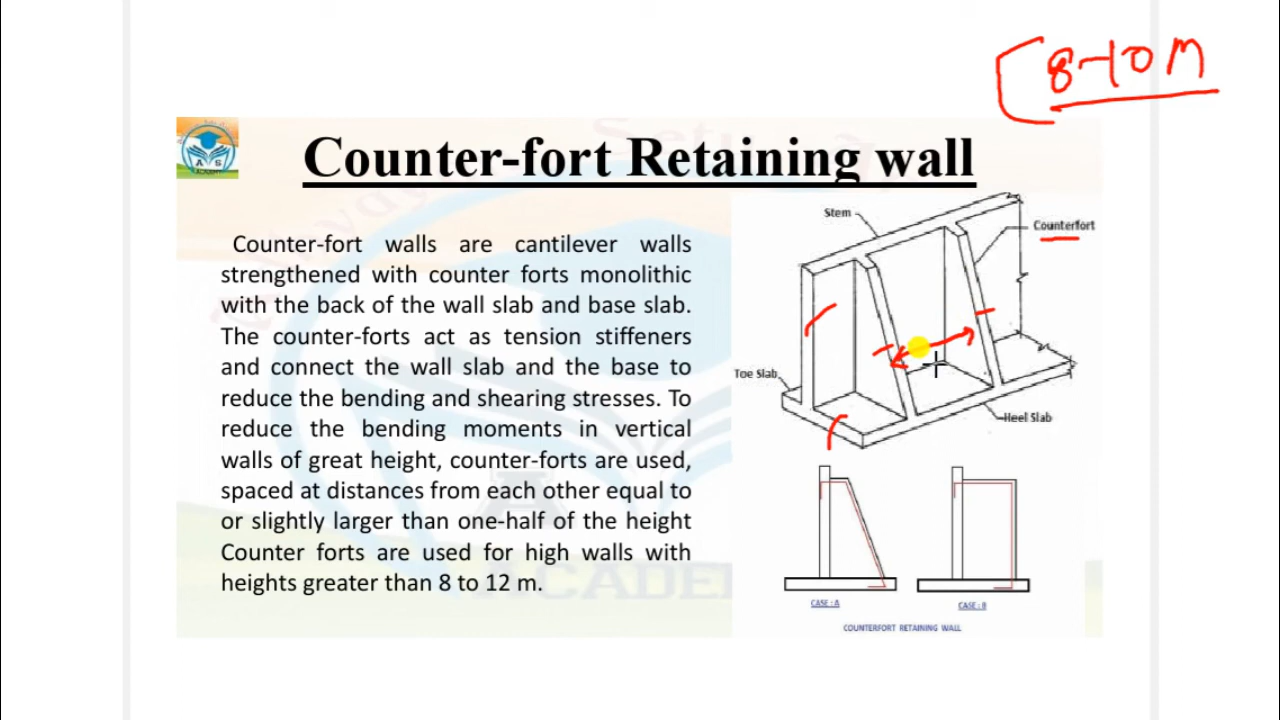 8-10 M
Counter-fort Retaining wall
Counter-fort walls are cantilever walls
strengthened with counter forts monolithic
with the back of the wall slab and base slab.
The counter-forts act as tension stiffeners
and connect the wall slab and the base to
reduce the bending and shearing stresses. To
reduce the bending moments in vertical
walls of great height, counter-forts are used,
spaced at distances from each other equal to
or slightly larger than one-half of the height
Counter forts are used for high walls with
heights greater than 8 to 12 m.
Stem
Counterfort
Toe Slab
Heel Slab
CASE : A
CASE : B
COUNTERFORT RETAINING WALL
A S
ACADEMY